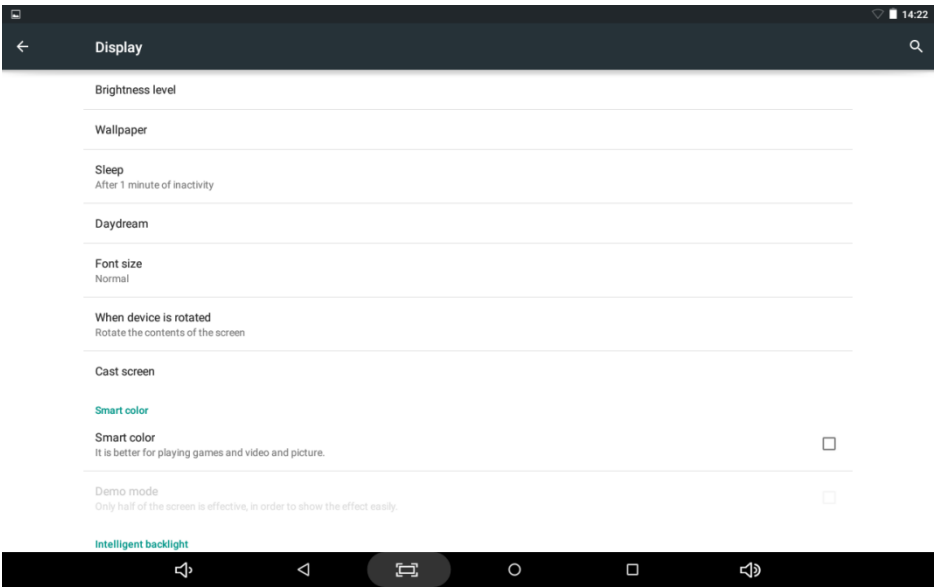 14:22
Display
Brightness level
Wallpaper
Sleep
After 1 minute of inactivity
Daydream
Font size
Normal
When device is rotated
Rotate the contents of the screen
Cast screen
Smart color
Smart color
It is better for playing games and video and picture.
Demo mode
Only half of the screen is effective, in order to show the effect easily.
Intelligent backlight